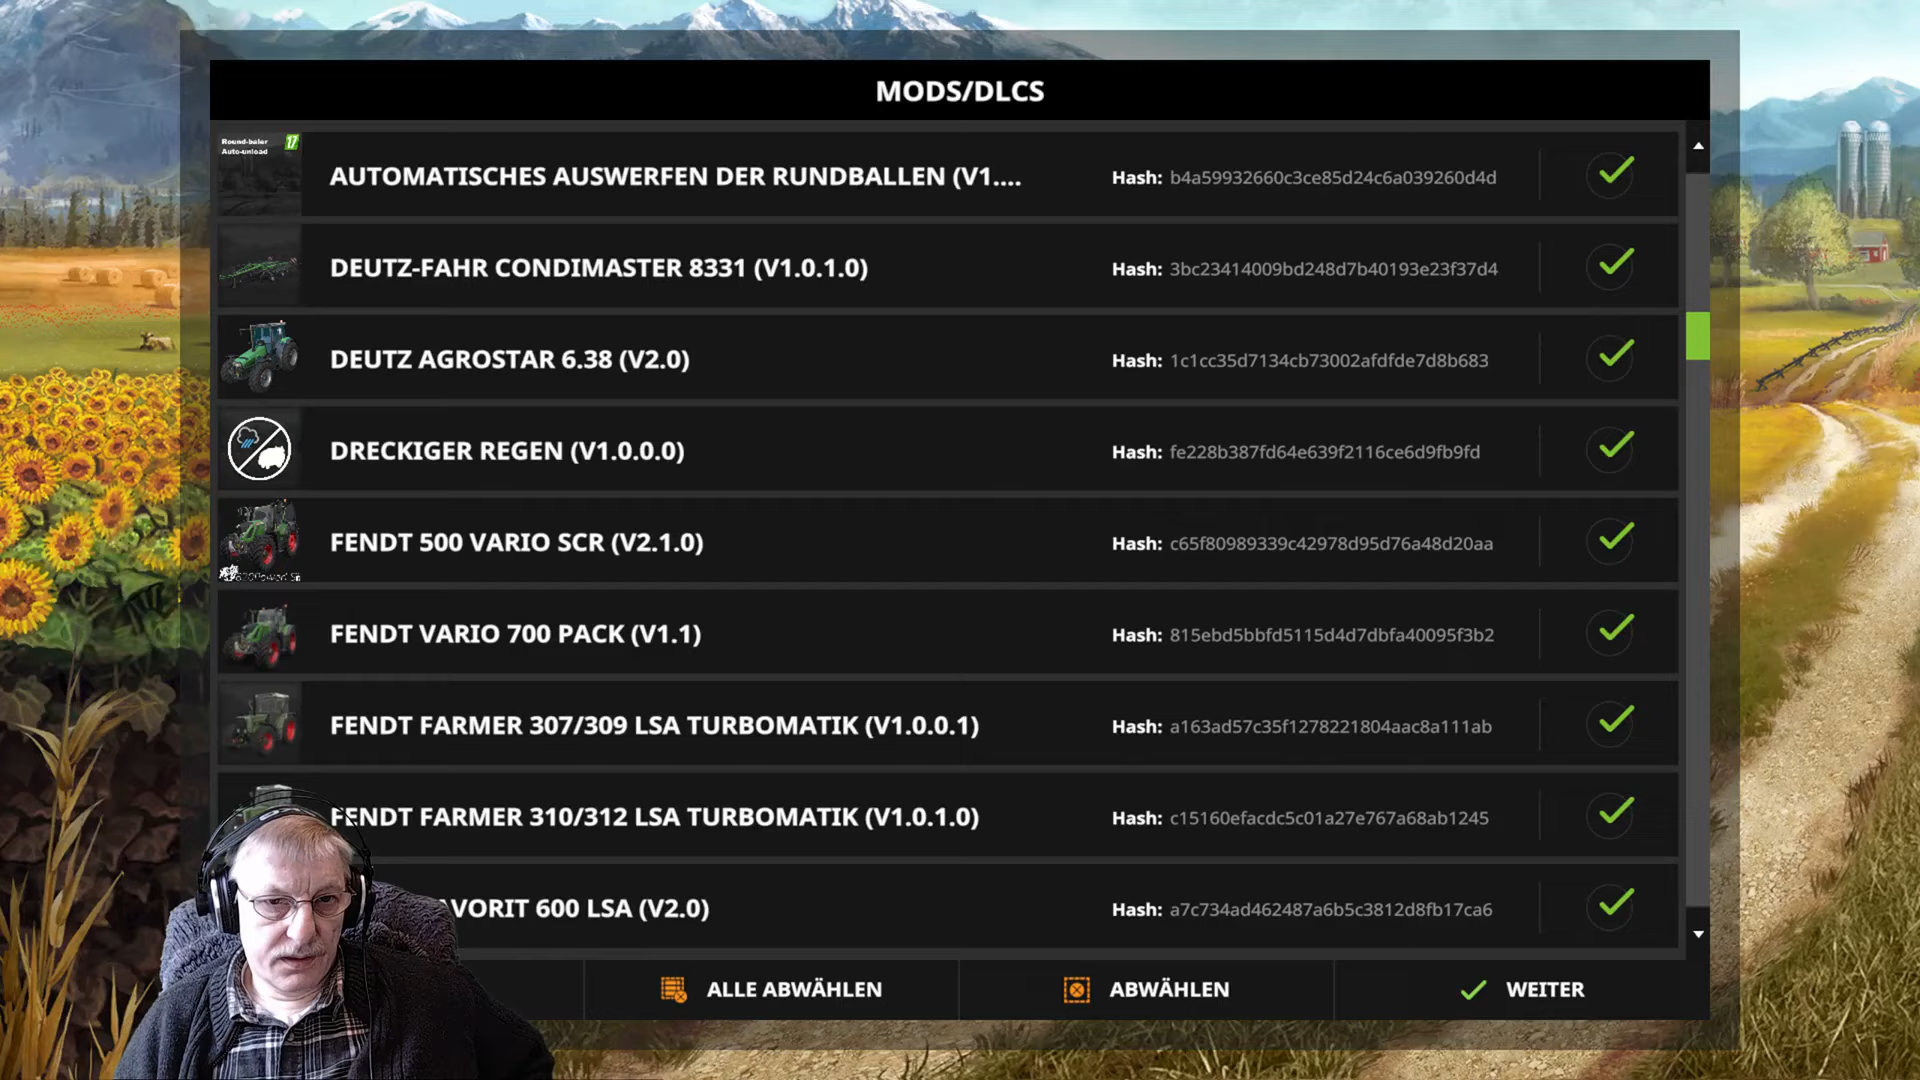 MODS/DLCS
Round-baler
Auto-unload
17
AUTOMATISCHES AUSWERFEN DER RUNDBALLEN (V1....
Hash: b4a59932660c3ce85d24c6a039260d4d
DEUTZ-FAHR CONDIMASTER 8331 (V1.0.1.0)
Hash: 3bc23414009bd248d7b40193e23f37d4
DEUTZ AGROSTAR 6.38 (V2.0)
Hash: 1c1cc35d7134cb73002afdfde7d8b683
DRECKIGER REGEN (V1.0.0.0)
Hash: fe228b387fd64e639f2116ce6d9fb9fd
FENDT 500 VARIO SCR (V2.1.0)
Hash: c65f80989339c42978d95d76a48d20aa
FENDT VARIO 700 PACK (V1.1)
Hash: 815ebd5bbfd5115d4d7dbfa40095f3b2
FENDT FARMER 307/309 LSA TURBOMATIK (V1.0.0.1)
Hash: a163ad57c35f1278221804aac8a111ab
FENDT FARMER 310/312 LSA TURBOMATIK (V1.0.1.0)
Hash: c15160efacdc5c01a27e767a68ab1245
AVORIT 600 LSA (V2.0)
Hash: a7c734ad462487a6b5c3812d8fb17ca6
ALLE ABWÄHLEN
ABWÄHLEN
WEITER